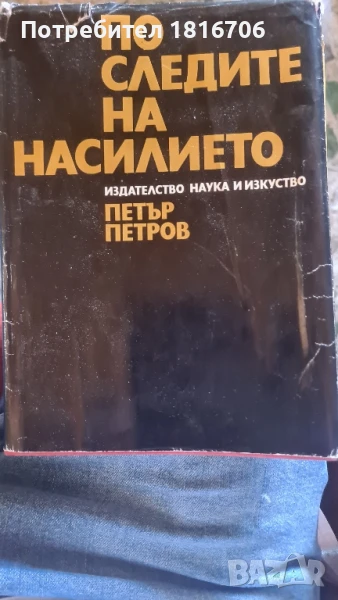 Потребител 1816706
ПО
СЛЕДИТЕ
НА
НАСИЛИЕТО
ИЗДАТЕЛСТВО НАУКА И ИЗКУСТВО
ПЕТЪР
ПЕТРОВ
BAZAR